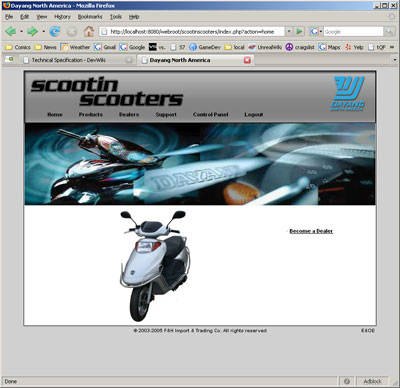 Dayang North America - Mozilla Firefox
File Edit View History Bookmarks Tools Help
http://localhost:8080/webroot/scootinscooters/index.php?action=home
Google
Comics News Weather Gmail Google vs. S7 GameDev local UnrealWiki craigslist Maps Yelp tQF »
Technical Specification - DevWiki Dayang North America
scootin
scooters
DAYANG
Home Products Dealers Support Control Panel Logout
DAYANG
Become a Dealer
© 2003-2005 F&H Import & Trading Co. All rights reserved E&OE
Done Adblock